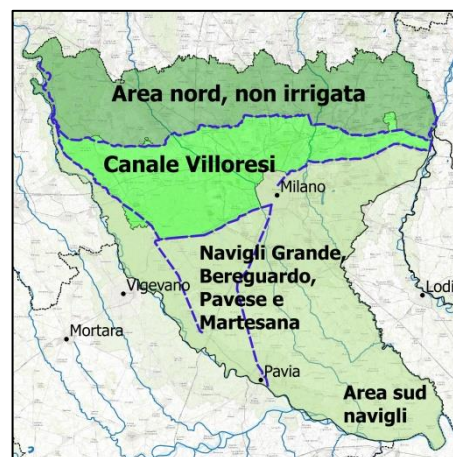 Area nord, non irrigata
Canale Villoresi
Milano
Navigli Grande,
Bereguardo,
Pavese e
Martesana
Vigevano
Lodi
Mortara
Pavia
Area sud
navigli